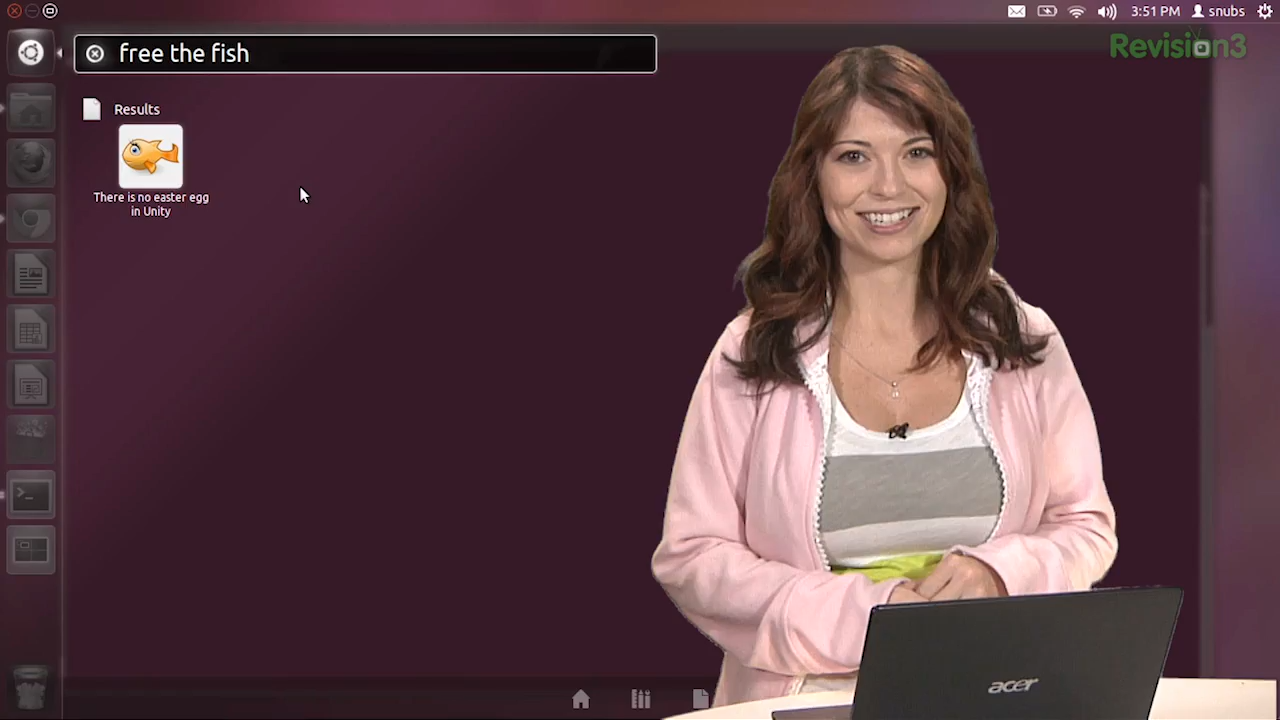 3:51 PM snubs
Revision3
free the fish
Results
There is no easter egg
in Unity
>_
acer